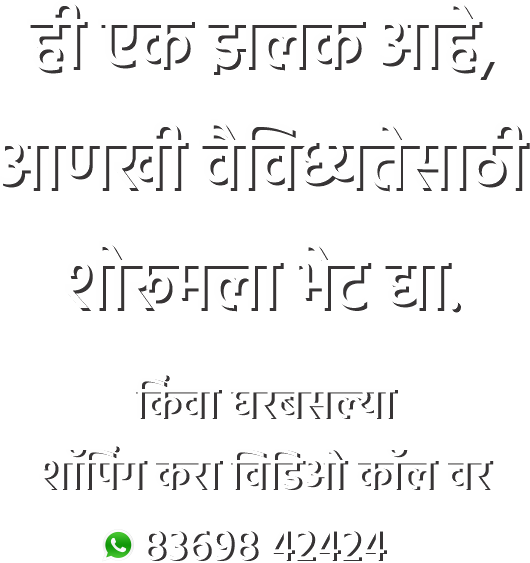 ही एक झलक आहे,
आणखी वैविध्यतेसाठी
शोरुमला भेट द्या.
किंवा घरबसल्या
शॉपिंग करा विडिओ कॉल वर
83698 42424